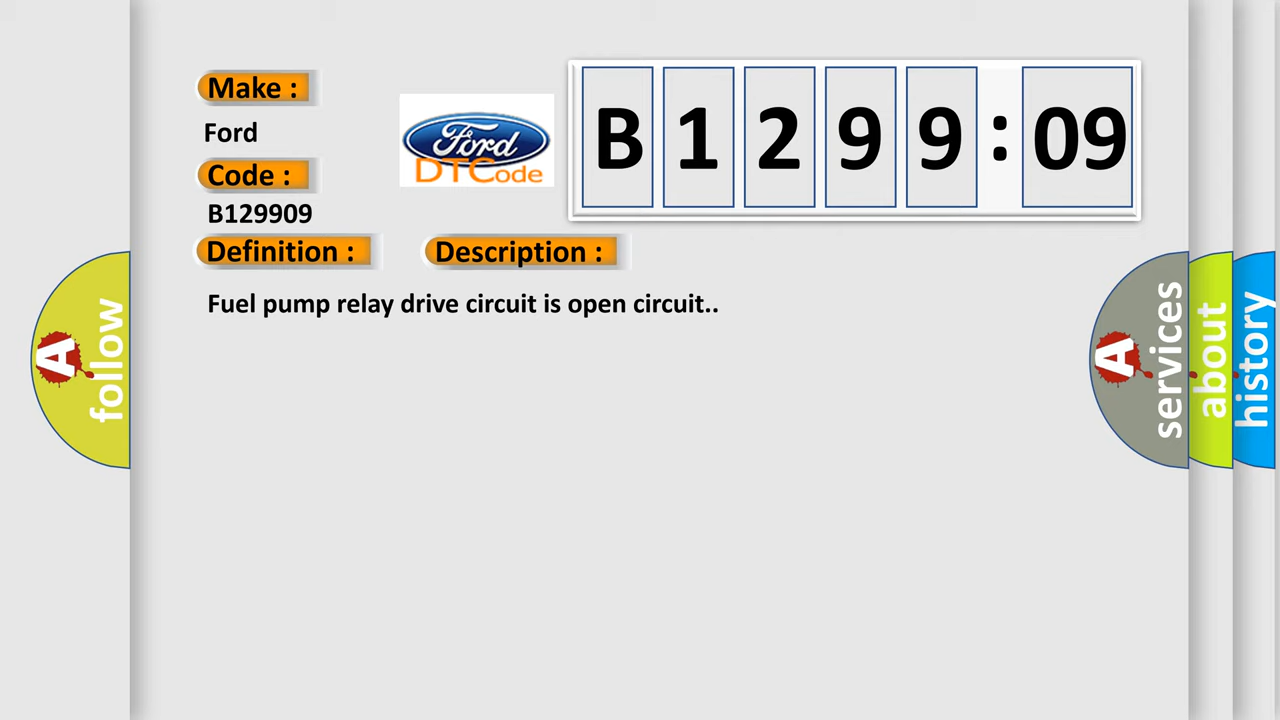 Make :
Ford
Code :
B129909
Ford
DTCode
B 1 2 9 9 : 09
Definition :
Description :
Fuel pump relay drive circuit is open circuit..
A
follow
A
services
about
history